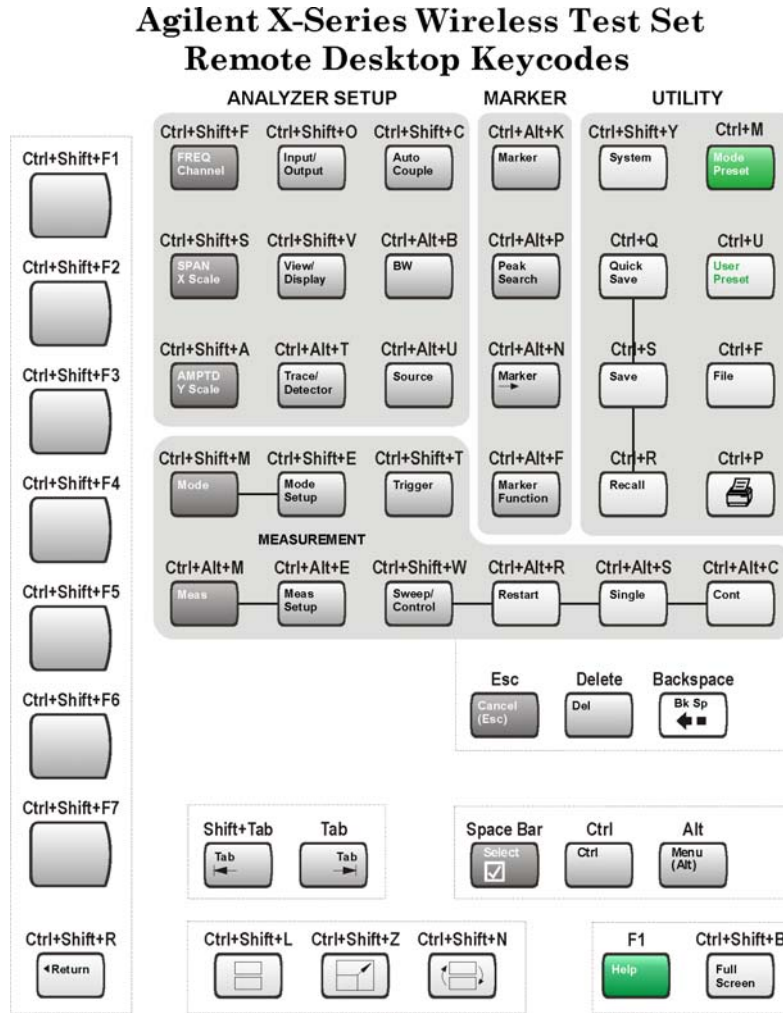 Agilent X-Series Wireless Test Set
Remote Desktop Keycodes
ANALYZER SETUP MARKER UTILITY
Ctrl+Shift+F Ctrl+Shift+O Ctrl+Shift+C Ctrl+Alt+K Ctrl+Shift+Y Ctrl+M
Ctrl+Shift+F1
FREQ Channel
Input/ Output
Auto Couple
Marker
System
Mode Preset
Ctrl+Shift+S Ctrl+Shift+V Ctrl+Alt+B Ctrl+Alt+P Ctrl+Q Ctrl+U
Ctrl+Shift+F2
SPAN X Scale
View/ Display
BW
Peak Search
Quick Save
User Preset
Ctrl+Shift+A Ctrl+Alt+T Ctrl+Alt+U Ctrl+Alt+N Ctrl+S Ctrl+F
Ctrl+Shift+F3
AMPTD Y Scale
Trace/ Detector
Source
Marker
Save
File
Ctrl+Shift+M Ctrl+Shift+E Ctrl+Shift+T Ctrl+Alt+F Ctrl+R Ctrl+P
Ctrl+Shift+F4
Mode
Mode Setup
Trigger
Marker Function
Recall
MEASUREMENT
Ctrl+Alt+M Ctrl+Alt+E Ctrl+Shift+W Ctrl+Alt+R Ctrl+Alt+S Ctrl+Alt+C
Ctrl+Shift+F5
Meas
Meas Setup
Sweep/ Control
Restart
Single
Cont
Esc Delete Backspace
Ctrl+Shift+F6
Cancel (Esc)
Del
Bk Sp
Ctrl+Shift+F7
Shift+Tab Tab Space Bar Ctrl Alt
Tab
Tab
Select
Ctrl
Menu (Alt)
Ctrl+Shift+R Ctrl+Shift+L Ctrl+Shift+Z Ctrl+Shift+N F1 Ctrl+Shift+B
Return
Help
Full Screen